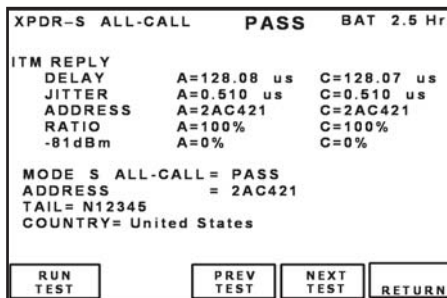 XPDR-S ALL-CALL PASS BAT 2.5 Hr
ITM REPLY
DELAY A=128.08 us C=128.07 us
JITTER A=0.510 us C=0.510 us
ADDRESS A=2AC421 C=2AC421
RATIO A=100% C=100%
-81dBm A=0% C=0%
MODE S ALL-CALL= PASS
ADDRESS = 2AC421
TAIL= N12345
COUNTRY= United States
RUN TEST PREV TEST NEXT TEST RETURN